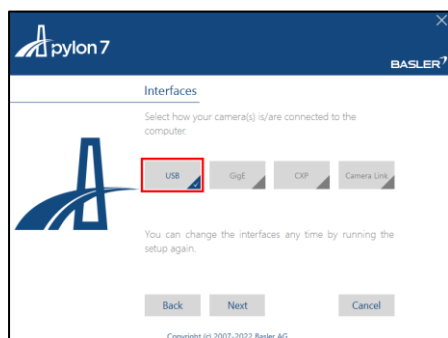 pylon 7
BASLER
Interfaces
Select how your camera(s) is/are connected to the
computer.
USB GigE CXP Camera Link
You can change the interfaces any time by running the
setup again.
Back Next Cancel
Copyright (c) 2007-2022 Basler AG